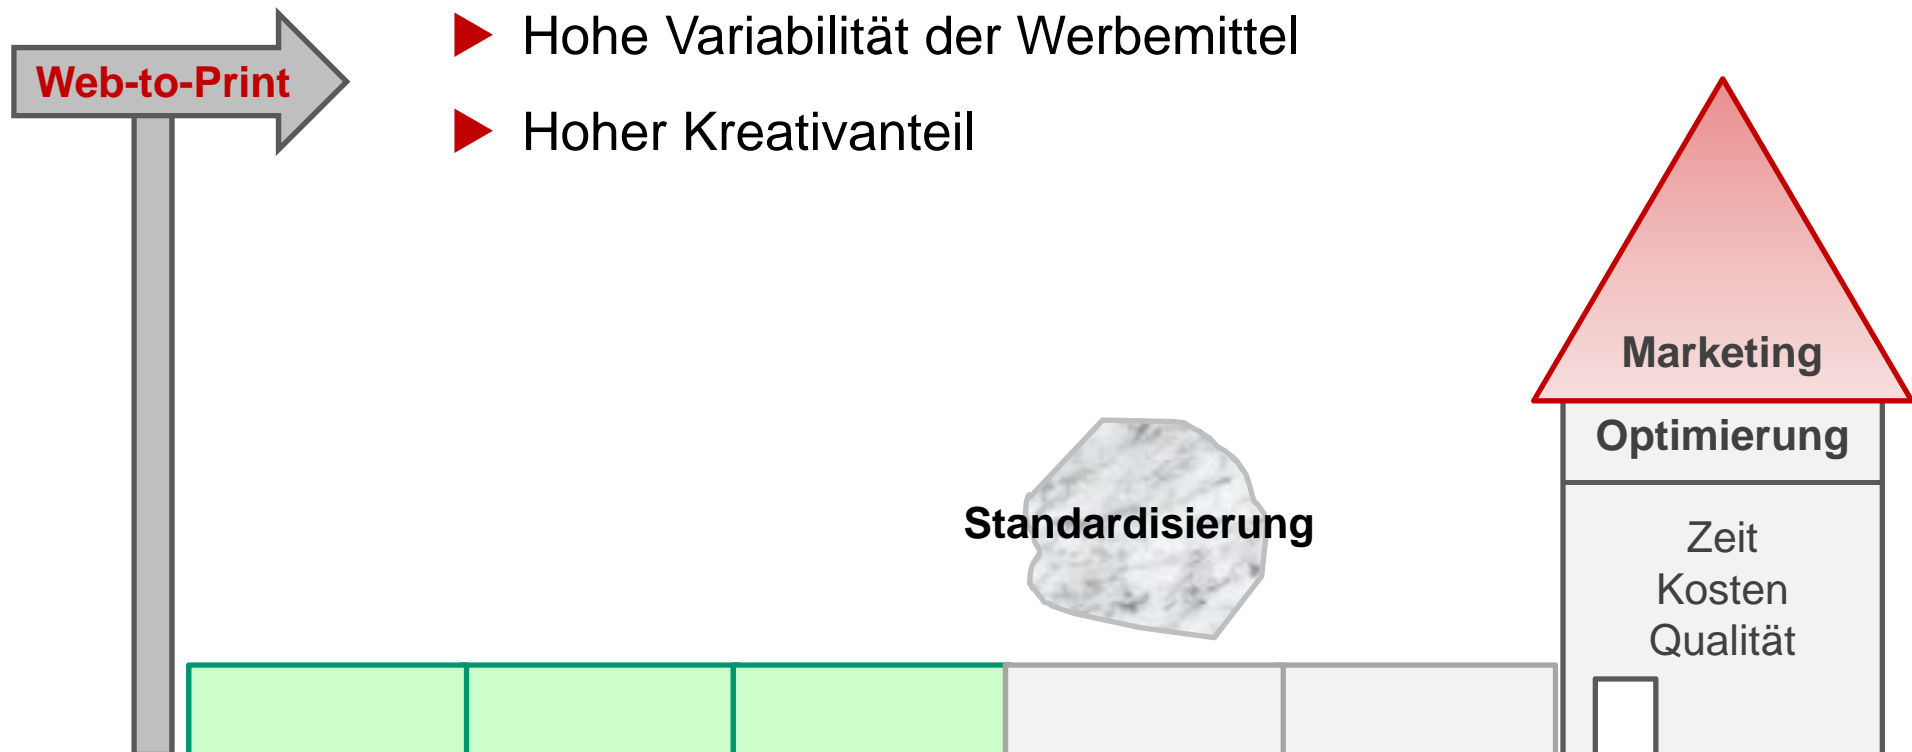 Web-to-Print
Hohe Variabilität der Werbemittel
Hoher Kreativanteil
Marketing
Optimierung
Standardisierung
Zeit
Kosten
Qualität